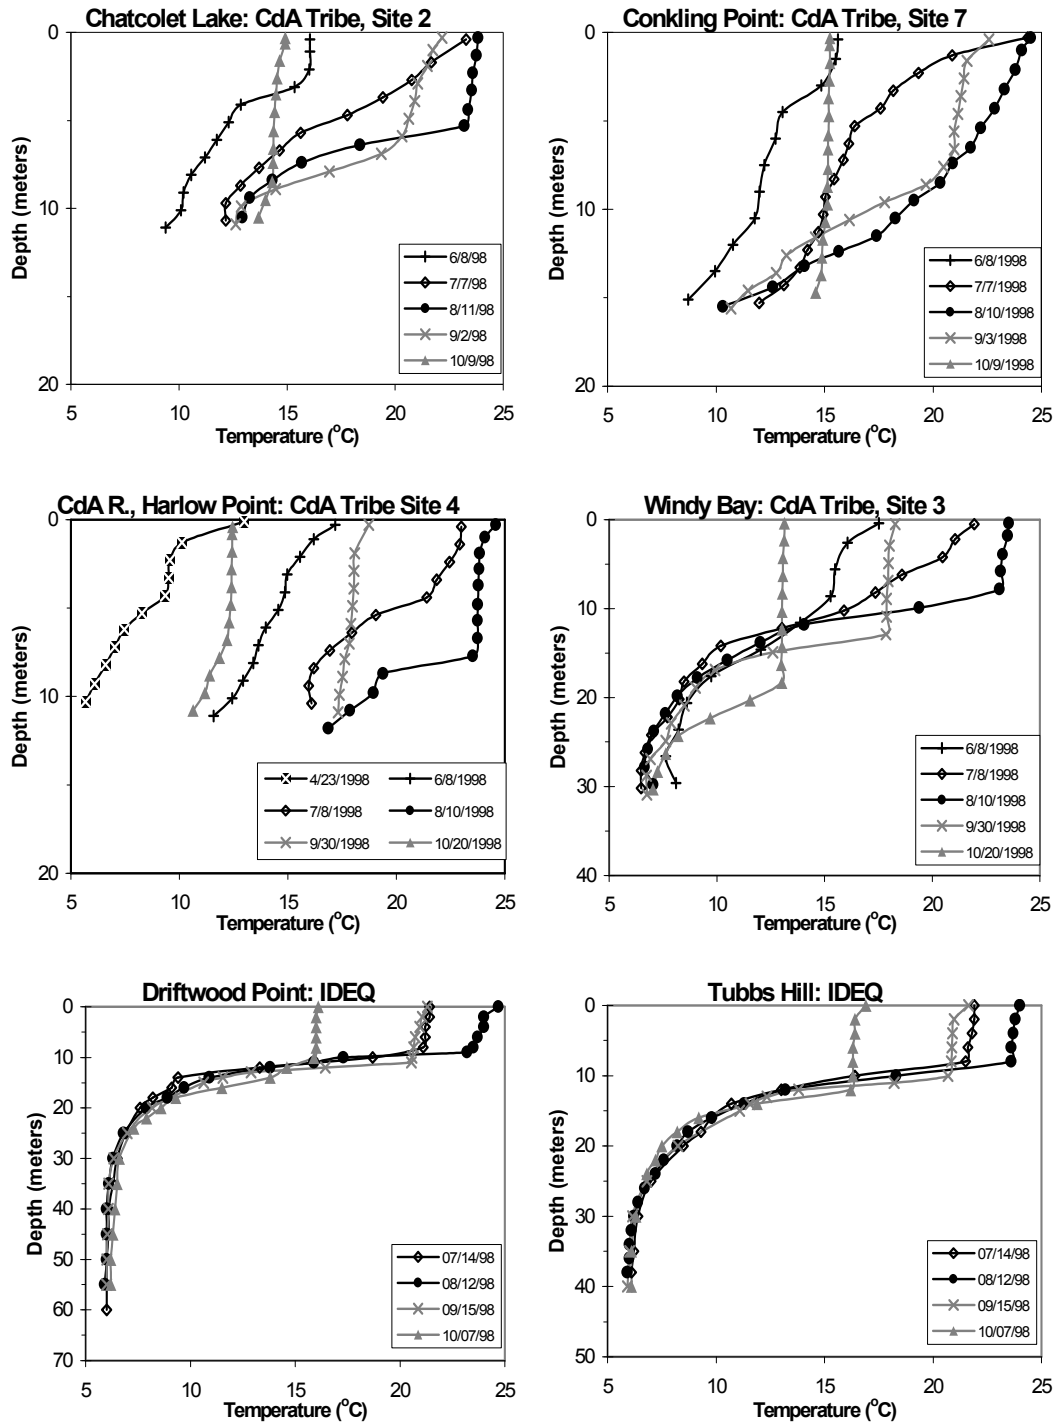 Chatcolet Lake: CdA Tribe, Site 2
Depth (meters)
0
10
20
5 10 15 20 25
Temperature (°C)
6/8/98
7/7/98
8/11/98
9/2/98
10/9/98
Conkling Point: CdA Tribe, Site 7
Depth (meters)
0
10
20
5 10 15 20 25
Temperature (°C)
6/8/1998
7/7/1998
8/10/1998
9/3/1998
10/9/1998
CdA R., Harlow Point: CdA Tribe Site 4
Depth (meters)
0
10
20
5 10 15 20 25
Temperature (°C)
4/23/1998 6/8/1998
7/8/1998 8/10/1998
9/30/1998 10/20/1998
Windy Bay: CdA Tribe, Site 3
Depth (meters)
0
10
20
30
40
5 10 15 20 25
Temperature (°C)
6/8/1998
7/8/1998
8/10/1998
9/30/1998
10/20/1998
Driftwood Point: IDEQ
Depth (meters)
0
10
20
30
40
50
60
70
5 10 15 20 25
Temperature (°C)
07/14/98
08/12/98
09/15/98
10/07/98
Tubbs Hill: IDEQ
Depth (meters)
0
10
20
30
40
50
5 10 15 20 25
Temperature (°C)
07/14/98
08/12/98
09/15/98
10/07/98